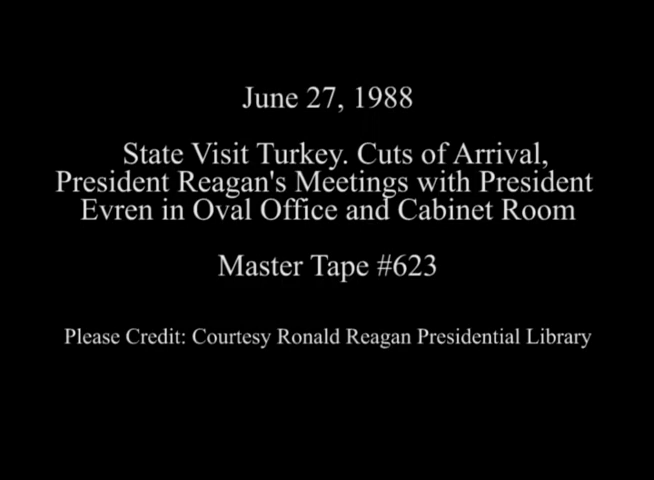 June 27, 1988
State Visit Turkey. Cuts of Arrival,
President Reagan's Meetings with President
Evren in Oval Office and Cabinet Room
Master Tape #623
Please Credit: Courtesy Ronald Reagan Presidential Library